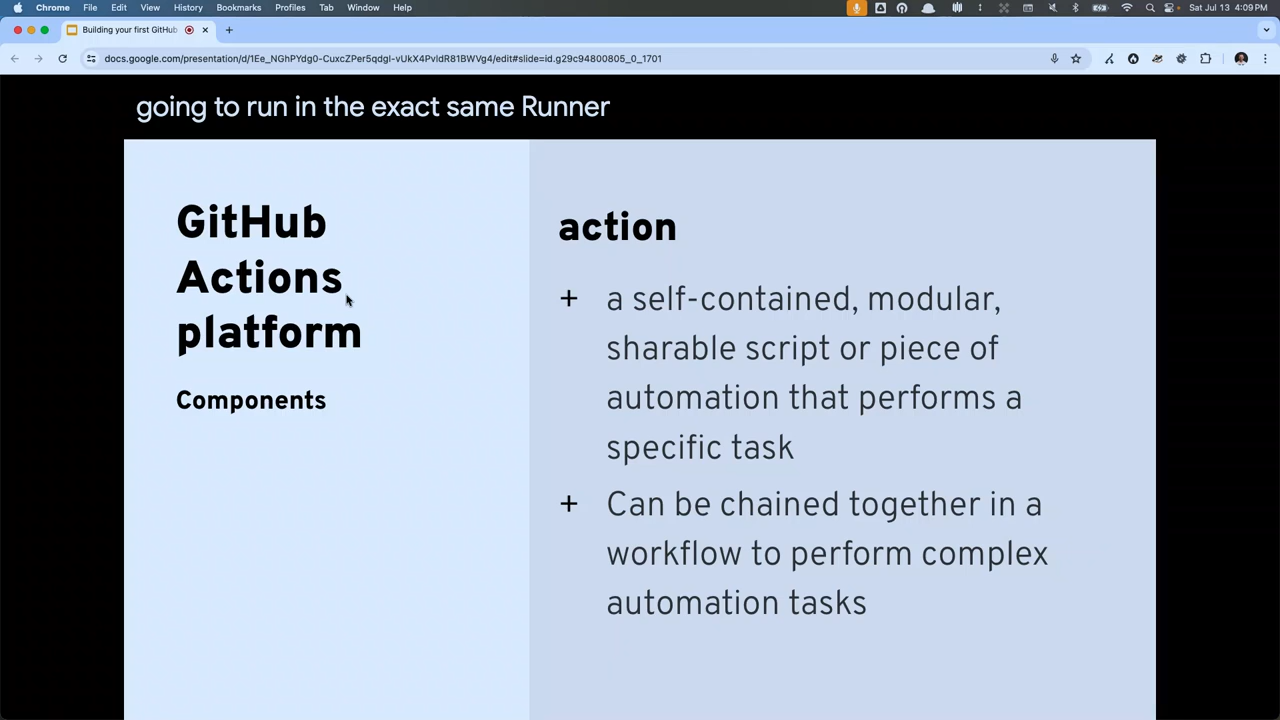 Chrome File Edit View History Bookmarks Profiles Tab Window Help Sat Jul 13 4:09 PM
Building your first GitHub
docs.google.com/presentation/d/1Ee_NGhPYdg0-CuxcZPer5qdgl-vUkX4PvldR81BWVg4/edit#slide=id.g29c94800805_0_1701
going to run in the exact same Runner
GitHub
Actions
platform
Components
action
+ a self-contained, modular,
sharable script or piece of
automation that performs a
specific task
+ Can be chained together in a
workflow to perform complex
automation tasks